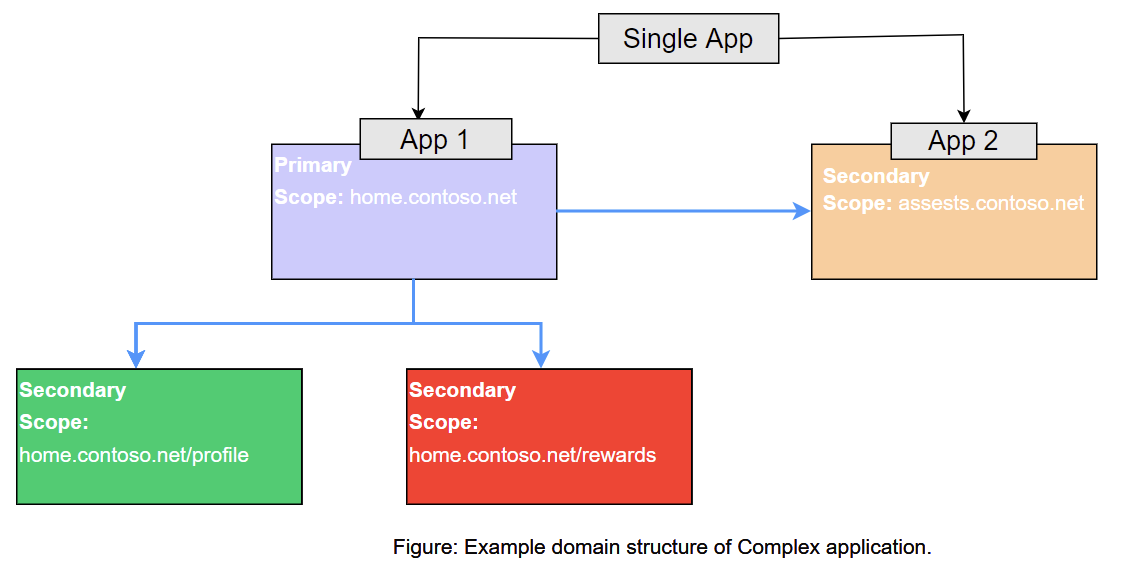 Single App
App 1
App 2
Primary
Scope: home.contoso.net
Secondary
Scope: assests.contoso.net
Secondary
Scope:
home.contoso.net/profile
Secondary
Scope:
home.contoso.net/rewards
Figure: Example domain structure of Complex application.